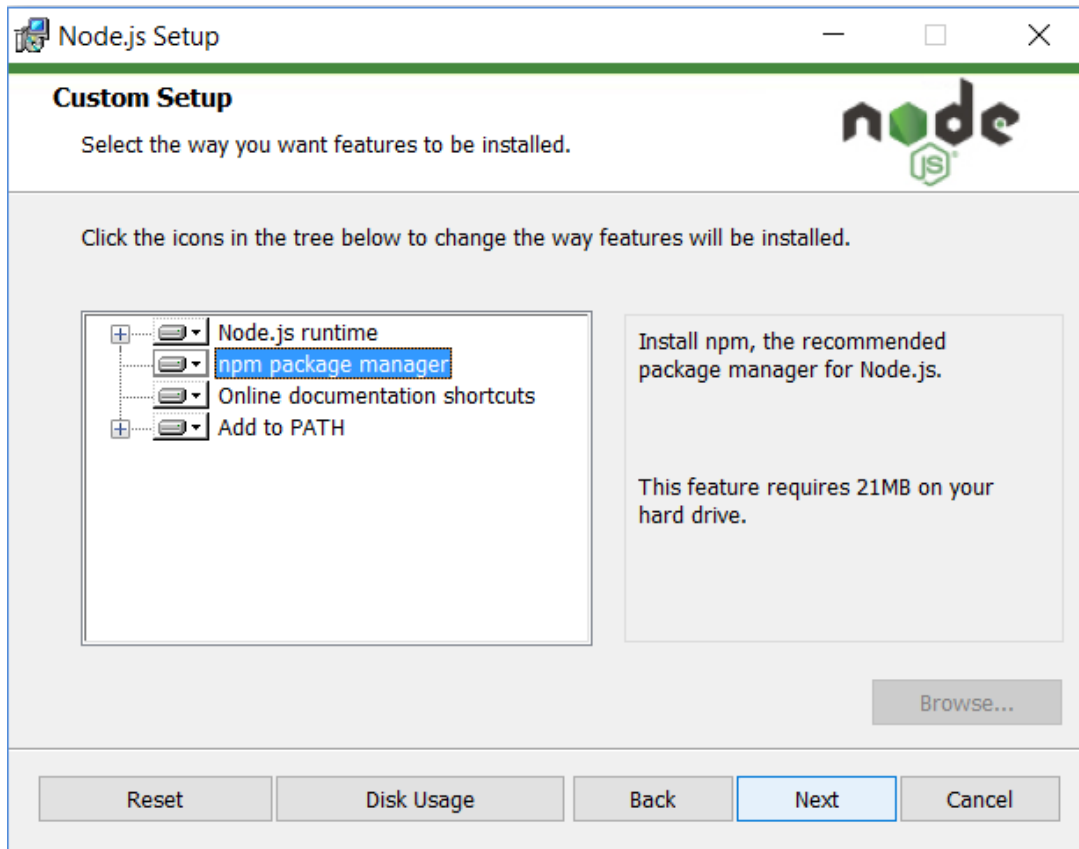 Node.js Setup
Custom Setup
Select the way you want features to be installed.
node
JS
Click the icons in the tree below to change the way features will be installed.
Node.js runtime
npm package manager
Online documentation shortcuts
Add to PATH
Install npm, the recommended
package manager for Node.js.
This feature requires 21MB on your
hard drive.
Browse...
Reset
Disk Usage
Back
Next
Cancel